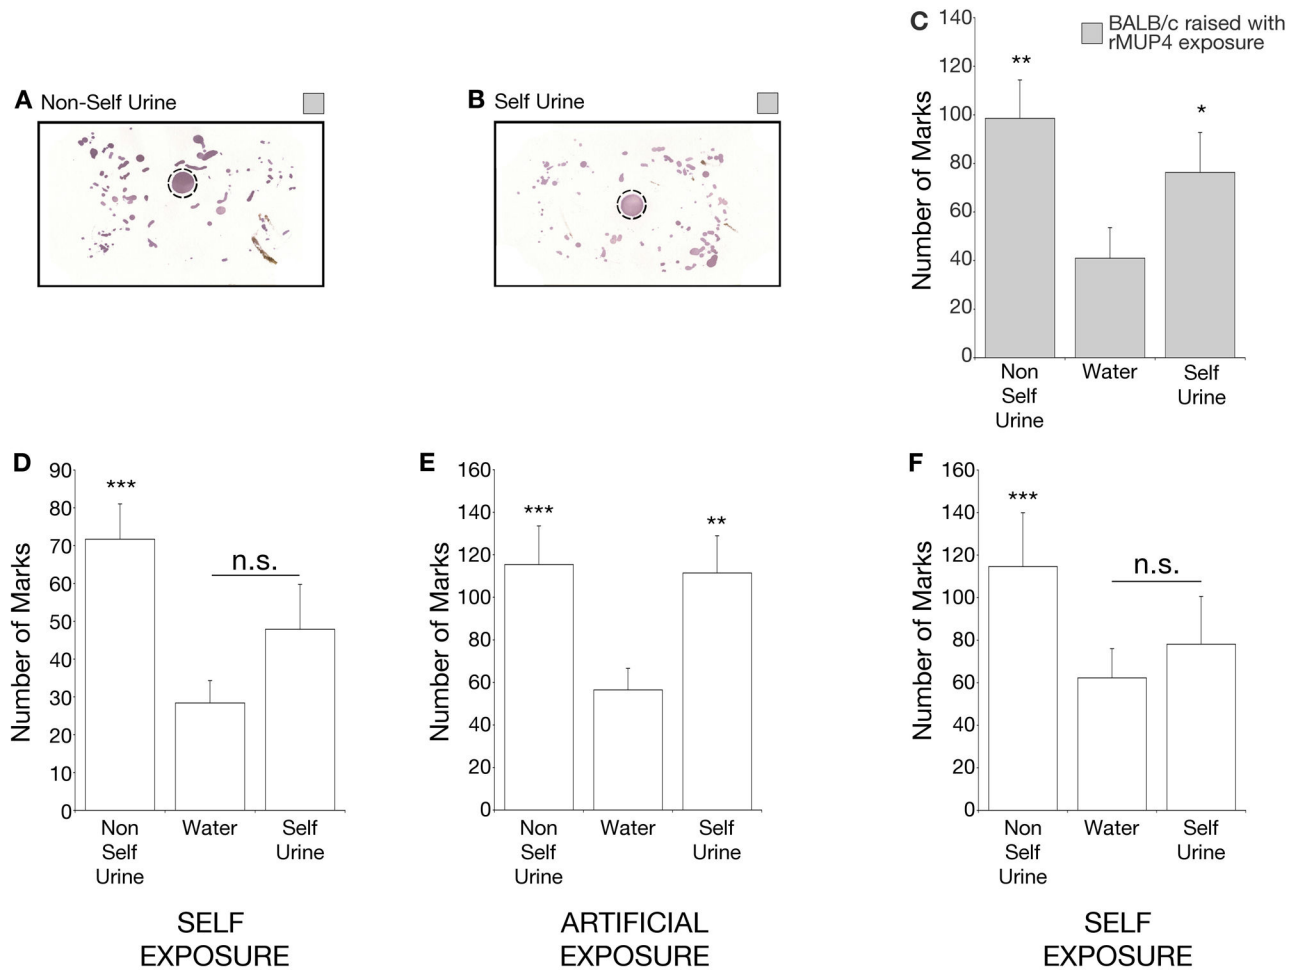 A Non-Self Urine
B Self Urine
C
140
120
100
80
60
40
20
0
Number of Marks
BALB/c raised with
rMUP4 exposure
**
*
Non
Self
Urine
Water
Self
Urine
D
90
80
70
60
50
40
30
20
10
0
Number of Marks
***
n.s.
Non
Self
Urine
Water
Self
Urine
SELF
EXPOSURE
E
160
140
120
100
80
60
40
20
0
Number of Marks
***
**
Non
Self
Urine
Water
Self
Urine
ARTIFICIAL
EXPOSURE
F
160
140
120
100
80
60
40
20
0
Number of Marks
***
n.s.
Non
Self
Urine
Water
Self
Urine
SELF
EXPOSURE